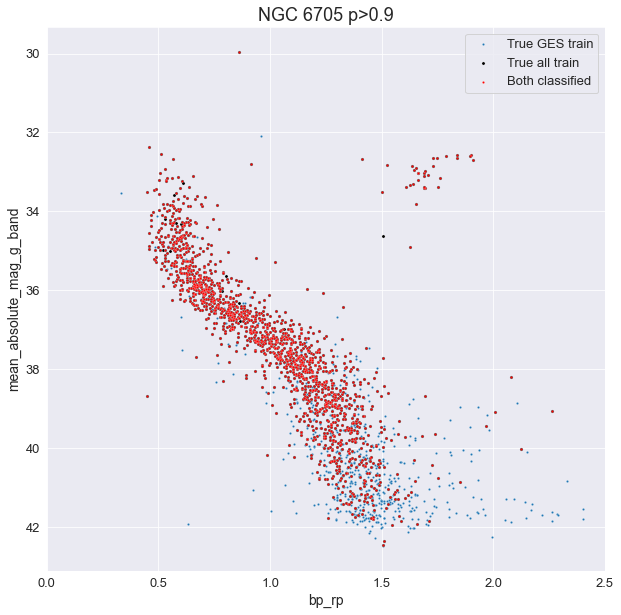 NGC 6705 p>0.9
True GES train
True all train
Both classified
mean_absolute_mag_g_band
30
32
34
36
38
40
42
0.0
0.5
1.0
1.5
2.0
2.5
bp_rp